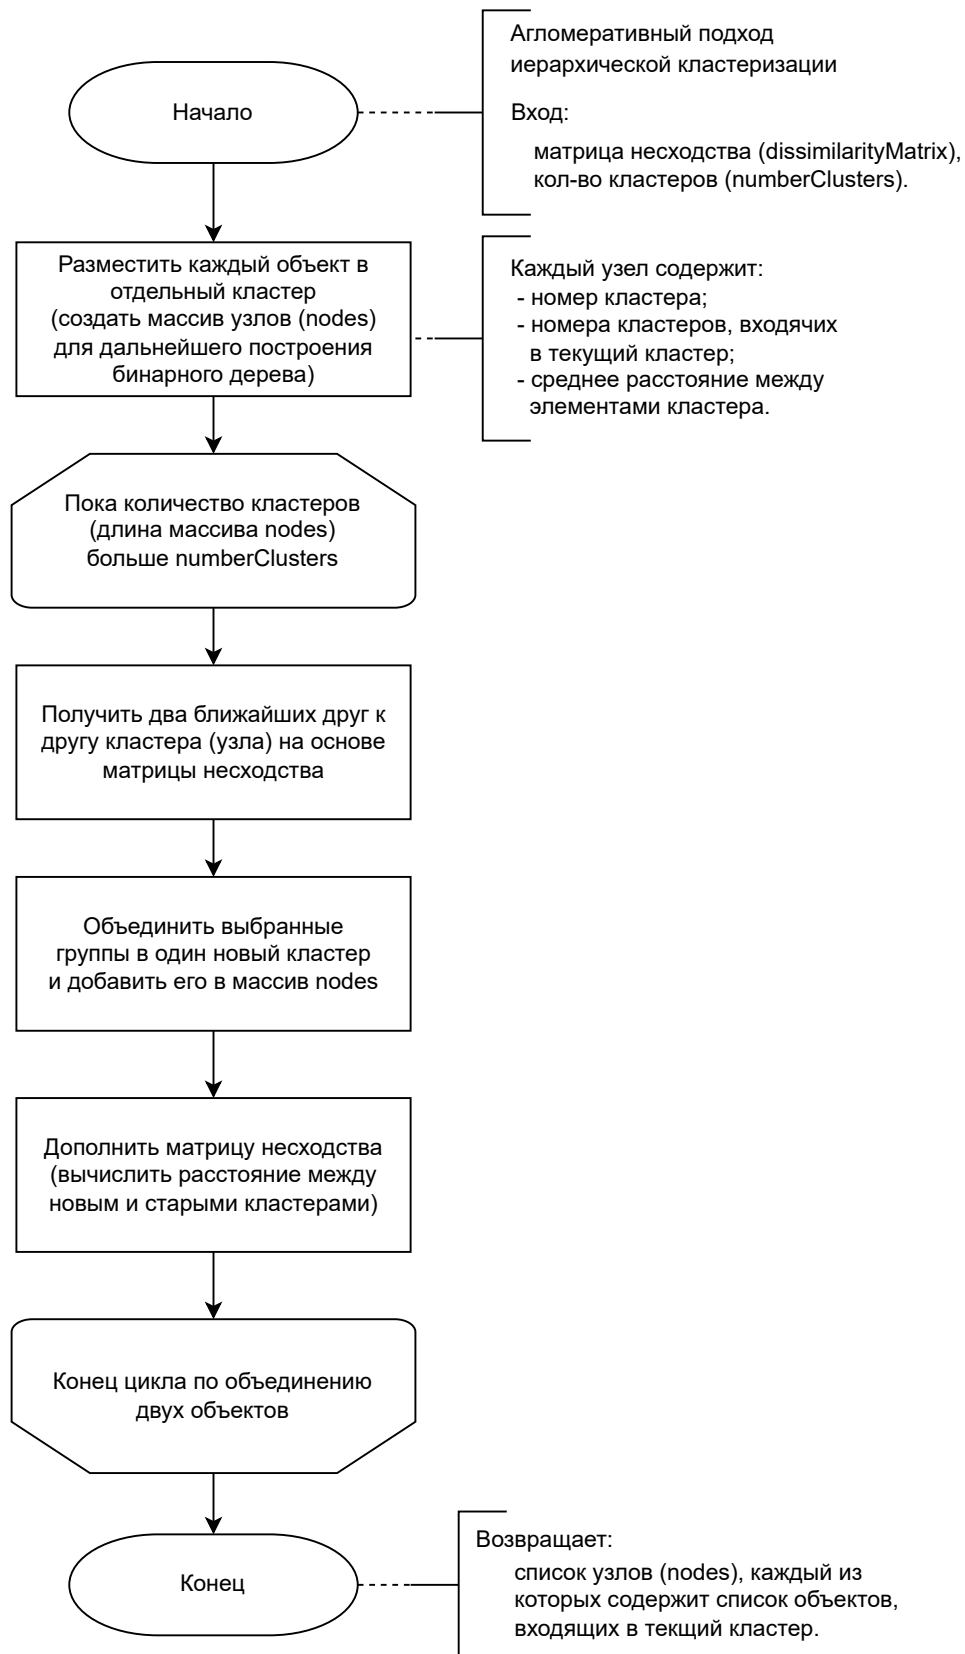 Агломеративный подход
иерархической кластеризации
Начало
Вход:
матрица несходства (dissimilarityMatrix),
кол-во кластеров (numberClusters).
Разместить каждый объект в
отдельный кластер
(создать массив узлов (nodes)
для дальнейшего построения
бинарного дерева)
Каждый узел содержит:
- номер кластера;
- номера кластеров, входячих
в текущий кластер;
- среднее расстояние между
элементами кластера.
Пока количество кластеров
(длина массива nodes)
больше numberClusters
Получить два ближайших друг к
другу кластера (узла) на основе
матрицы несходства
Объединить выбранные
группы в один новый кластер
и добавить его в массив nodes
Дополнить матрицу несходства
(вычислить расстояние между
новым и старыми кластерами)
Конец цикла по объединению
двух объектов
Конец
Возвращает:
список узлов (nodes), каждый из
которых содержит список объектов,
входящих в текщий кластер.